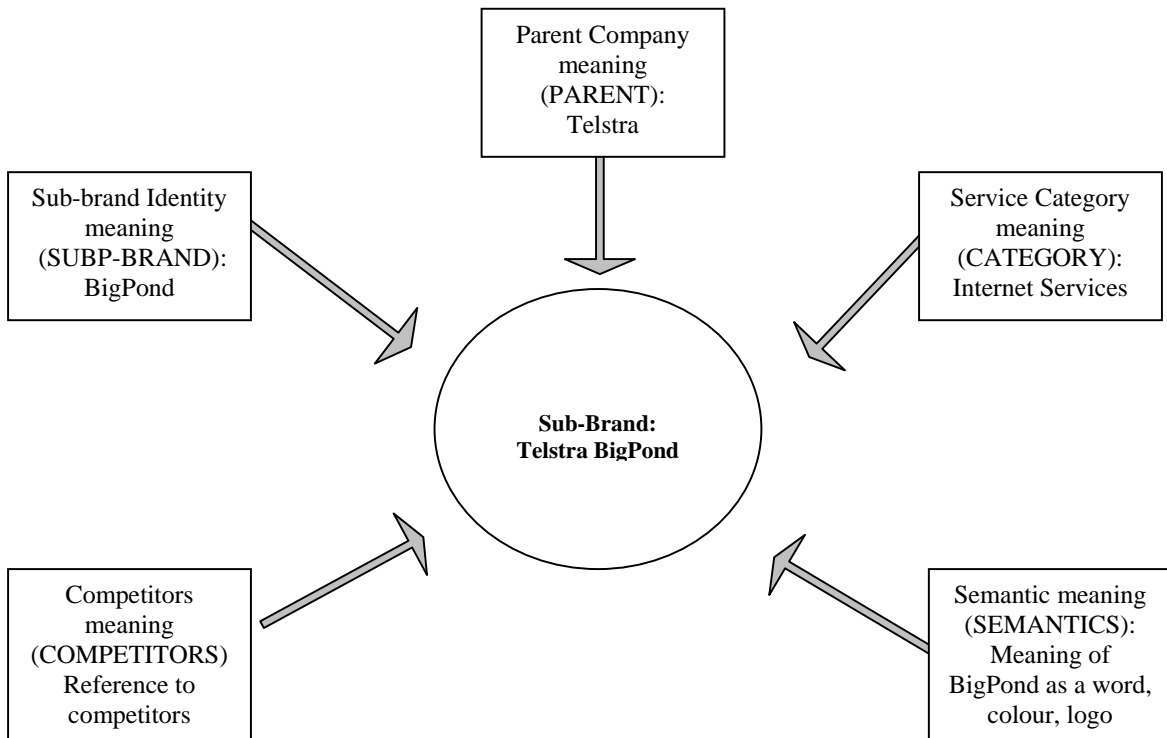 Parent Company
meaning
(PARENT):
Telstra
Sub-brand Identity
meaning
(SUBP-BRAND):
BigPond
Service Category
meaning
(CATEGORY):
Internet Services
Sub-Brand:
Telstra BigPond
Competitors
meaning
(COMPETITORS)
Reference to
competitors
Semantic meaning
(SEMANTICS):
Meaning of
BigPond as a word,
colour, logo